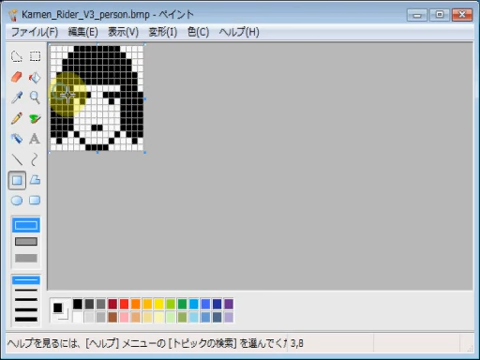 Kamen_Rider_V3_person.bmp - ペイント
ファイル(F) 編集(E) 表示(V) 変形(I) 色(C) ヘルプ(H)
A
ヘルプを見るには、[ヘルプ] メニューの [トピックの検索] を選んでくだ 3,8